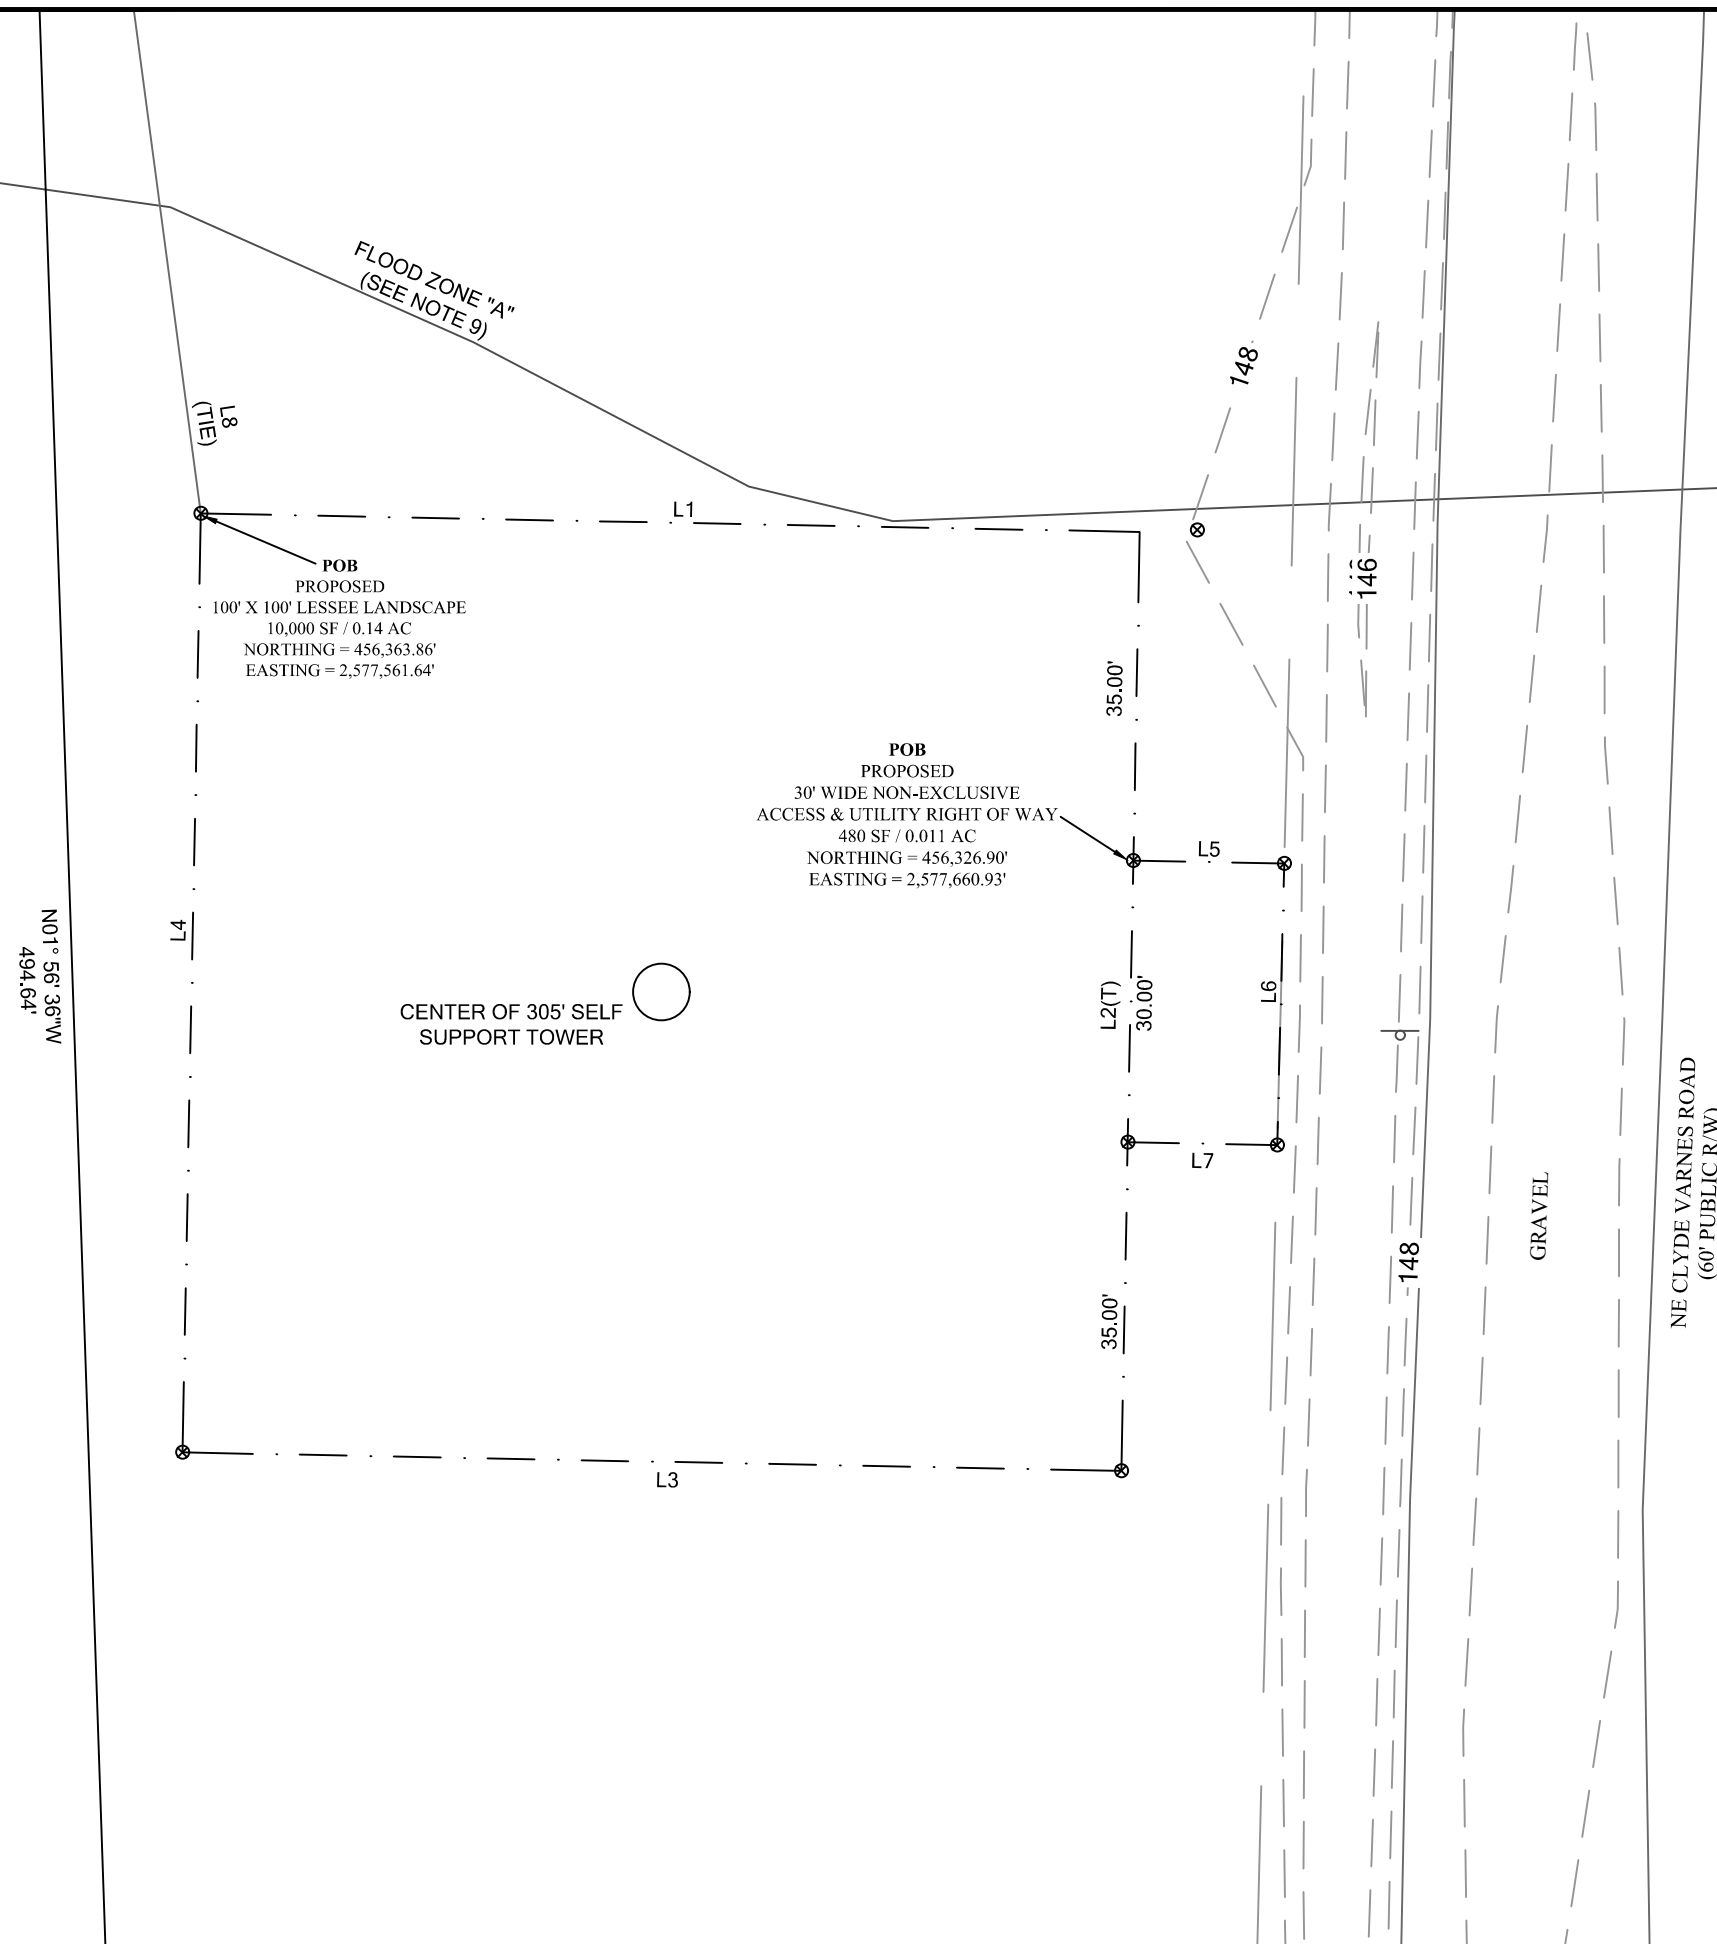 FLOOD ZONE "A"
(SEE NOTE 9)
148
L8
(TIE)
L1
POB
PROPOSED
100' X 100' LESSEE LANDSCAPE
10,000 SF / 0.14 AC
NORTHING = 456,363.86'
EASTING = 2,577,561.64'
146
35.00'
POB
PROPOSED
30' WIDE NON-EXCLUSIVE
ACCESS & UTILITY RIGHT OF WAY
480 SF / 0.011 AC
NORTHING = 456,326.90'
EASTING = 2,577,660.93'
L5
L4
N01° 56' 36"W
494.64'
CENTER OF 305' SELF
SUPPORT TOWER
L2(T)
30.00'
L6
L7
GRAVEL
NE CLYDE VARNES ROAD
(60' PUBLIC R/W)
148
35.00'
L3